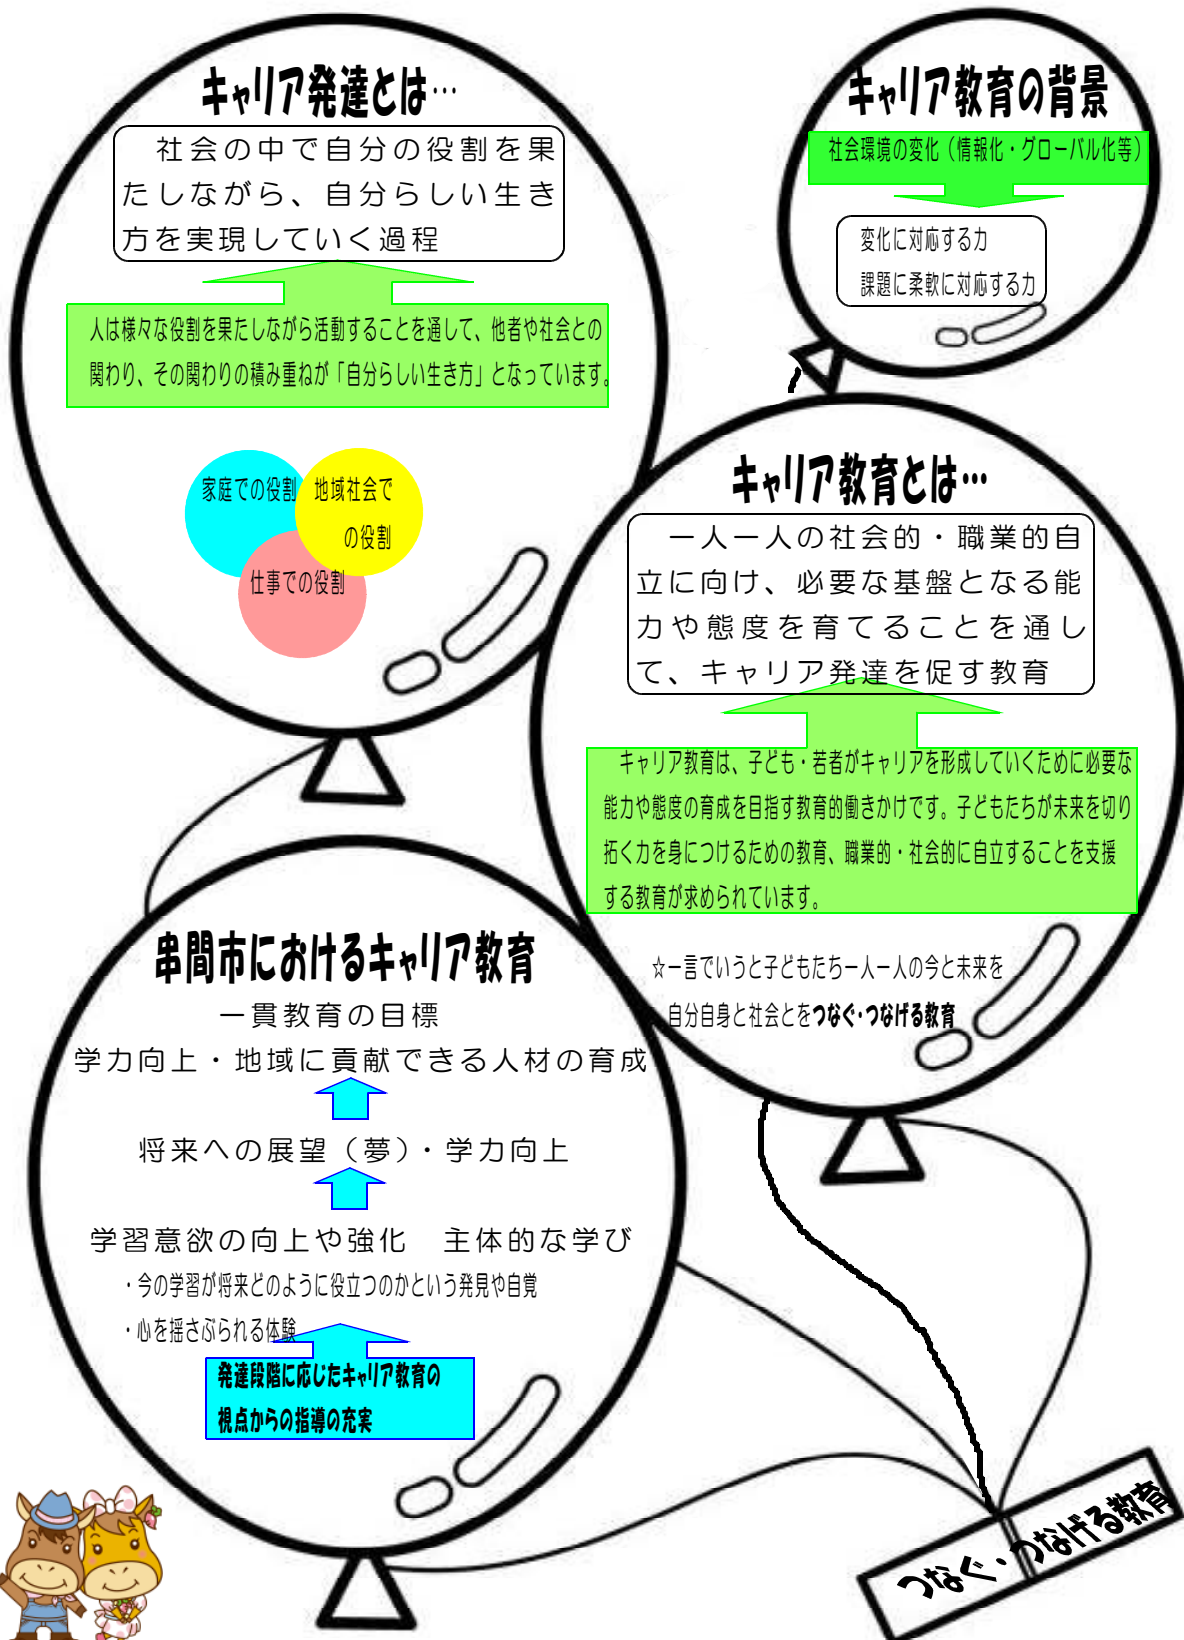 キャリア発達とは…
社会の中で自分の役割を果
たしながら、自分らしい生き
方を実現していく過程
人は様々な役割を果たしながら活動することを通して、他者や社会との
関わり、その関わりの積み重ねが「自分らしい生き方」となっています。
家庭での役割
地域社会で
の役割
仕事での役割
キャリア教育の背景
社会環境の変化（情報化・グローバル化等）
変化に対応する力
課題に柔軟に対応する力
キャリア教育とは…
一人一人の社会的・職業的自
立に向け、必要な基盤となる能
力や態度を育てることを通し
て、キャリア発達を促す教育
キャリア教育は、子ども・若者がキャリアを形成していくために必要な
能力や態度の育成を目指す教育的働きかけです。子どもたちが未来を切り
拓く力を身につけるための教育、職業的・社会的に自立することを支援
する教育が求められています。
☆一言でいうと子どもたち一人一人の今と未来を
自分自身と社会とをつなぐ・つなげる教育
串間市におけるキャリア教育
一貫教育の目標
学力向上・地域に貢献できる人材の育成
将来への展望（夢）・学力向上
学習意欲の向上や強化　主体的な学び
・今の学習が将来どのように役立つのかという発見や自覚
・心を揺さぶられる体験
発達段階に応じたキャリア教育の
視点からの指導の充実
つなぐ・つなげる教育